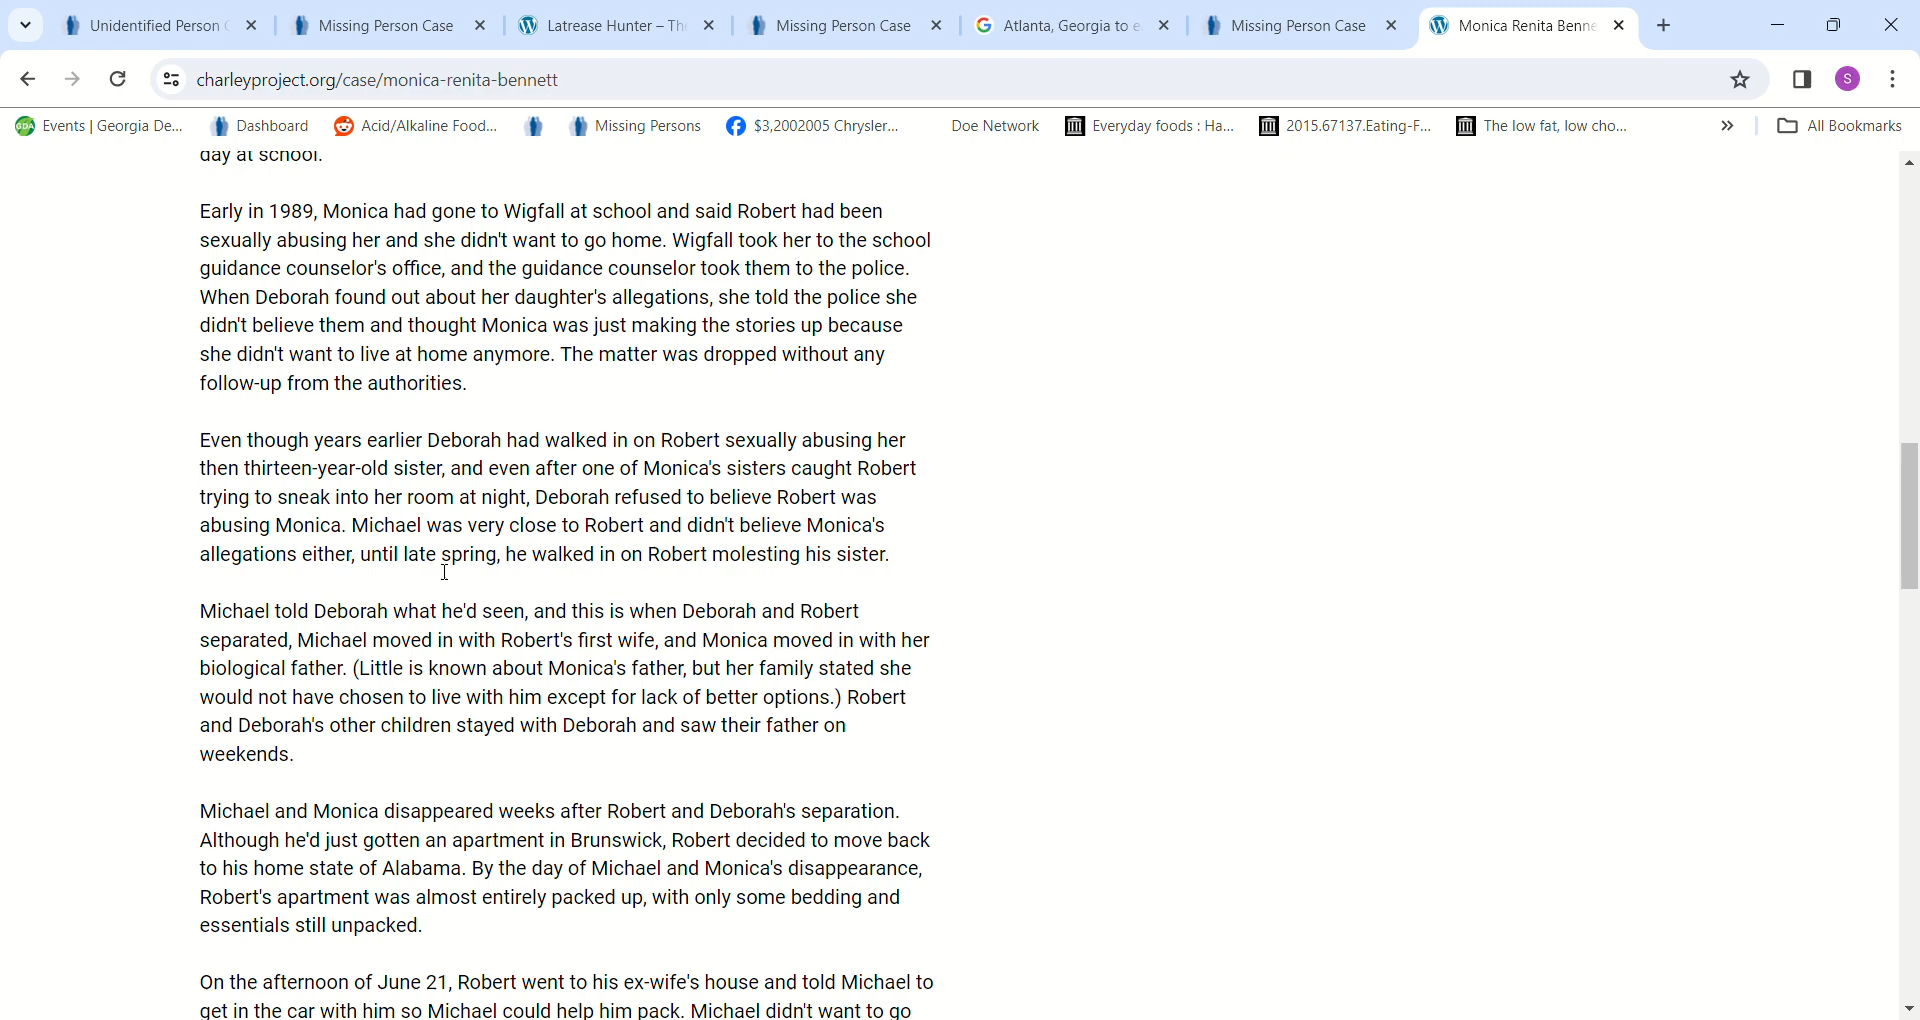 Unidentified Person C
Missing Person Case
Latrease Hunter – Th
Missing Person Case
Atlanta, Georgia to e
Missing Person Case
Monica Renita Benne
charleyproject.org/case/monica-renita-bennett
S
Events | Georgia De...
Dashboard
Acid/Alkaline Food...
Missing Persons
$3,2002005 Chrysler...
Doe Network
Everyday foods : Ha...
2015.67137.Eating-F...
The low fat, low cho...
All Bookmarks
day at school.
Early in 1989, Monica had gone to Wigfall at school and said Robert had been
sexually abusing her and she didn't want to go home. Wigfall took her to the school
guidance counselor's office, and the guidance counselor took them to the police.
When Deborah found out about her daughter's allegations, she told the police she
didn't believe them and thought Monica was just making the stories up because
she didn't want to live at home anymore. The matter was dropped without any
follow-up from the authorities.
Even though years earlier Deborah had walked in on Robert sexually abusing her
then thirteen-year-old sister, and even after one of Monica's sisters caught Robert
trying to sneak into her room at night, Deborah refused to believe Robert was
abusing Monica. Michael was very close to Robert and didn't believe Monica's
allegations either, until late spring, he walked in on Robert molesting his sister.
Michael told Deborah what he'd seen, and this is when Deborah and Robert
separated, Michael moved in with Robert's first wife, and Monica moved in with her
biological father. (Little is known about Monica's father, but her family stated she
would not have chosen to live with him except for lack of better options.) Robert
and Deborah's other children stayed with Deborah and saw their father on
weekends.
Michael and Monica disappeared weeks after Robert and Deborah's separation.
Although he'd just gotten an apartment in Brunswick, Robert decided to move back
to his home state of Alabama. By the day of Michael and Monica's disappearance,
Robert's apartment was almost entirely packed up, with only some bedding and
essentials still unpacked.
On the afternoon of June 21, Robert went to his ex-wife's house and told Michael to
get in the car with him so Michael could help him pack. Michael didn't want to go